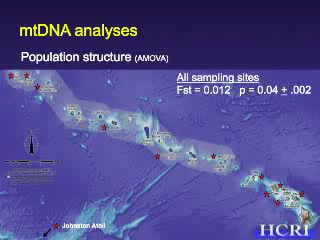 mtDNA analyses
Population structure (AMOVA)
All sampling sites
Fst = 0.012 p = 0.04 ± .002
Johnston Atoll
HCRI